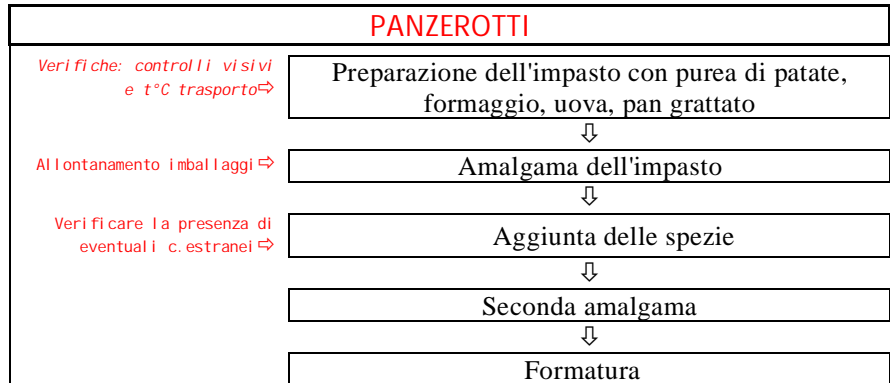 PANZEROTTI
Verifiche: controlli visivi
e t°C trasporto⇨
Preparazione dell'impasto con purea di patate,
formaggio, uova, pan grattato
⇩
Allontanamento imballaggi⇨
Amalgama dell'impasto
⇩
Verificare la presenza di
eventuali c.estranei⇨
Aggiunta delle spezie
⇩
Seconda amalgama
⇩
Formatura